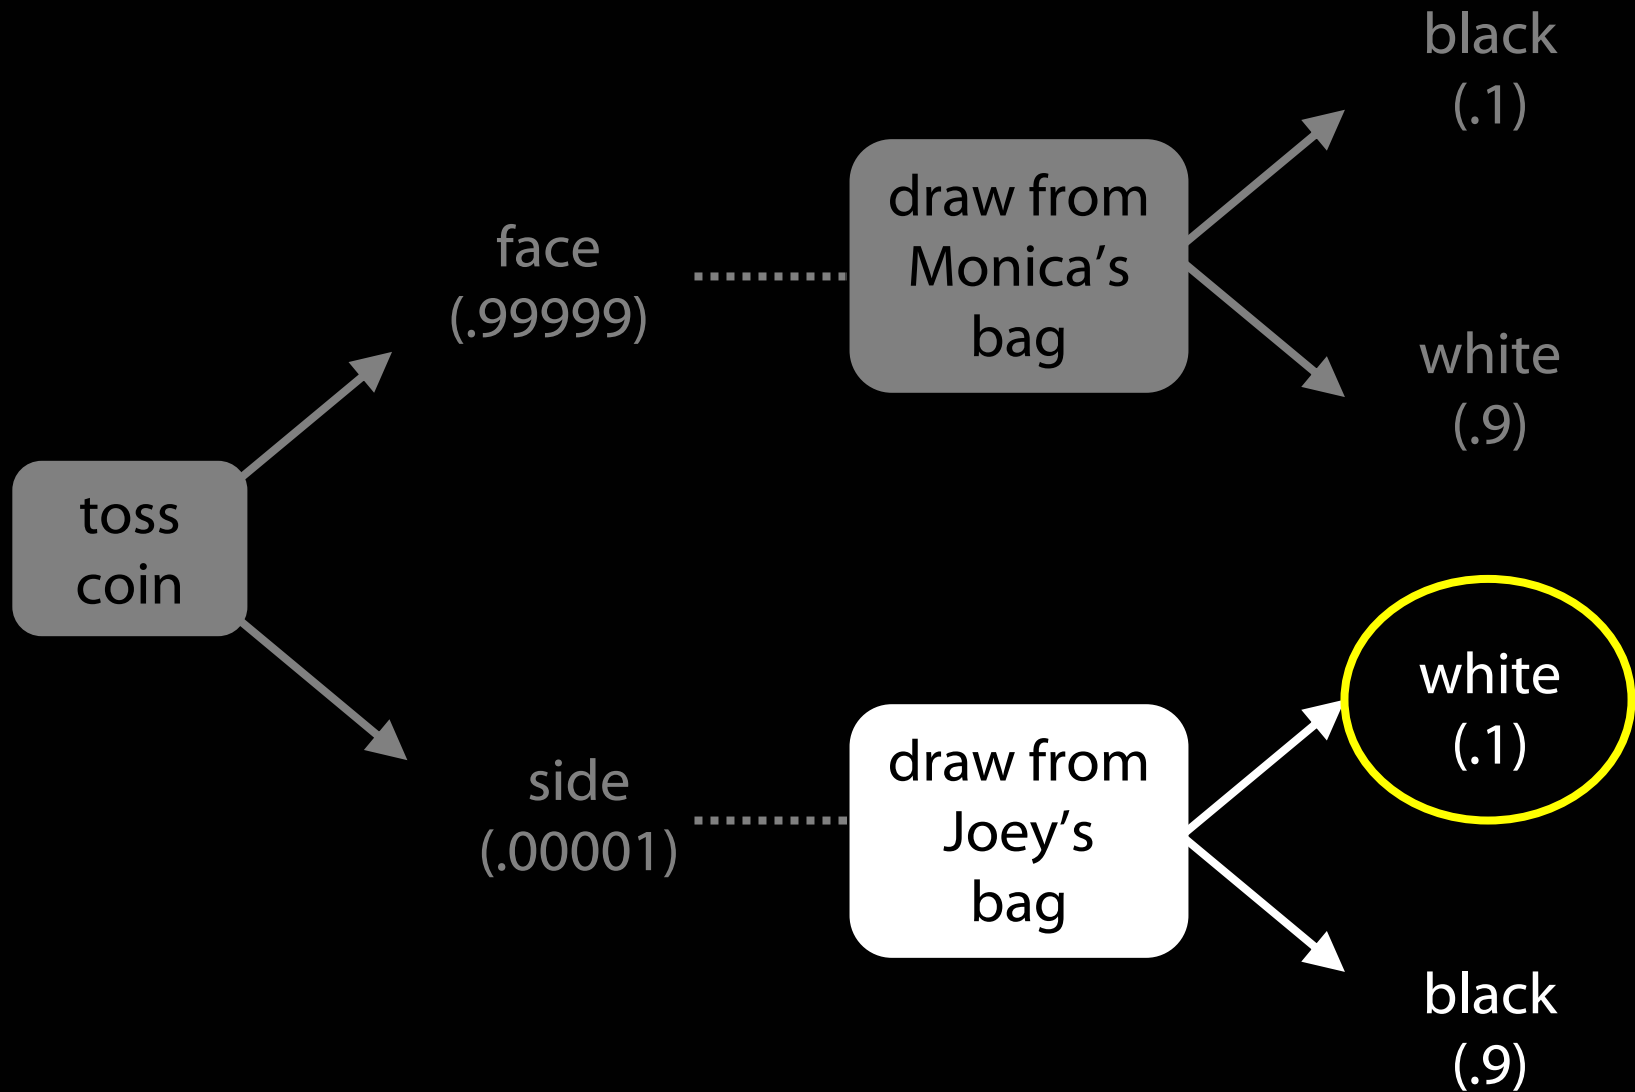 toss
coin
face
(.99999)
side
(.00001)
draw from
Monica’s
bag
black
(.1)
white
(.9)
draw from
Joey’s
bag
white
(.1)
black
(.9)